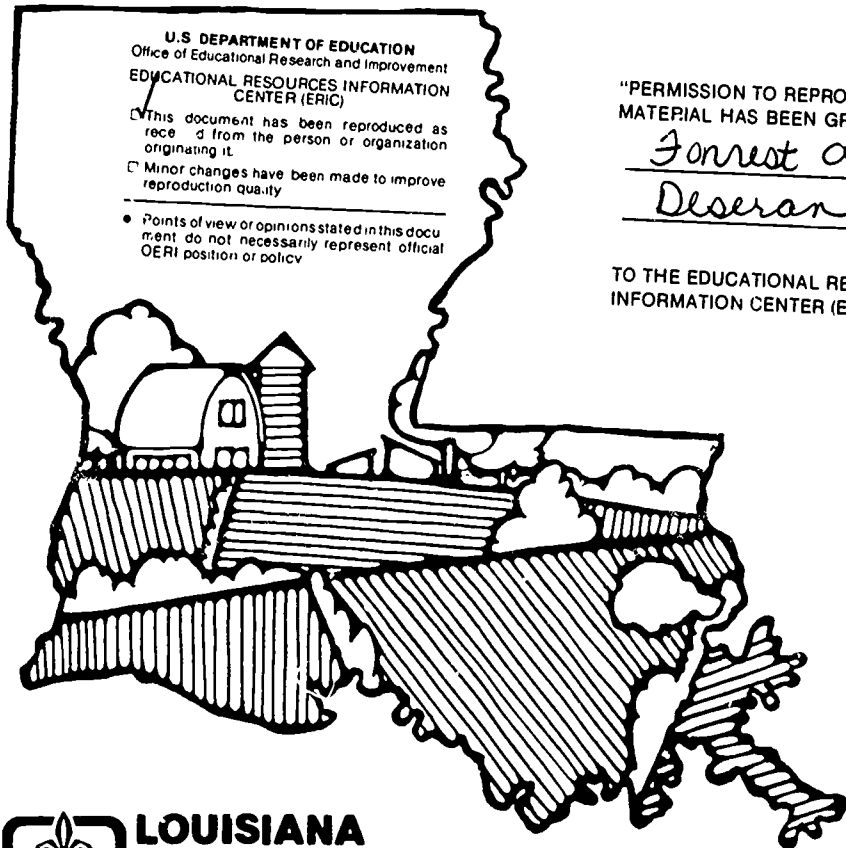 U.S DEPARTMENT OF EDUCATION
Office of Educational Research and Improvement
EDUCATIONAL RESOURCES INFORMATION
CENTER (ERIC)
This document has been reproduced as
rece d from the person or organization
originating it
Minor changes have been made to improve
reproduction quality
• Points of view or opinions stated in this docu
ment do not necessarily represent official
OERI position or policy
"PERMISSION TO REPRO
MATERIAL HAS BEEN GR
Forrest
Deseran
TO THE EDUCATIONAL RE
INFORMATION CENTER (E
LOUISIANA